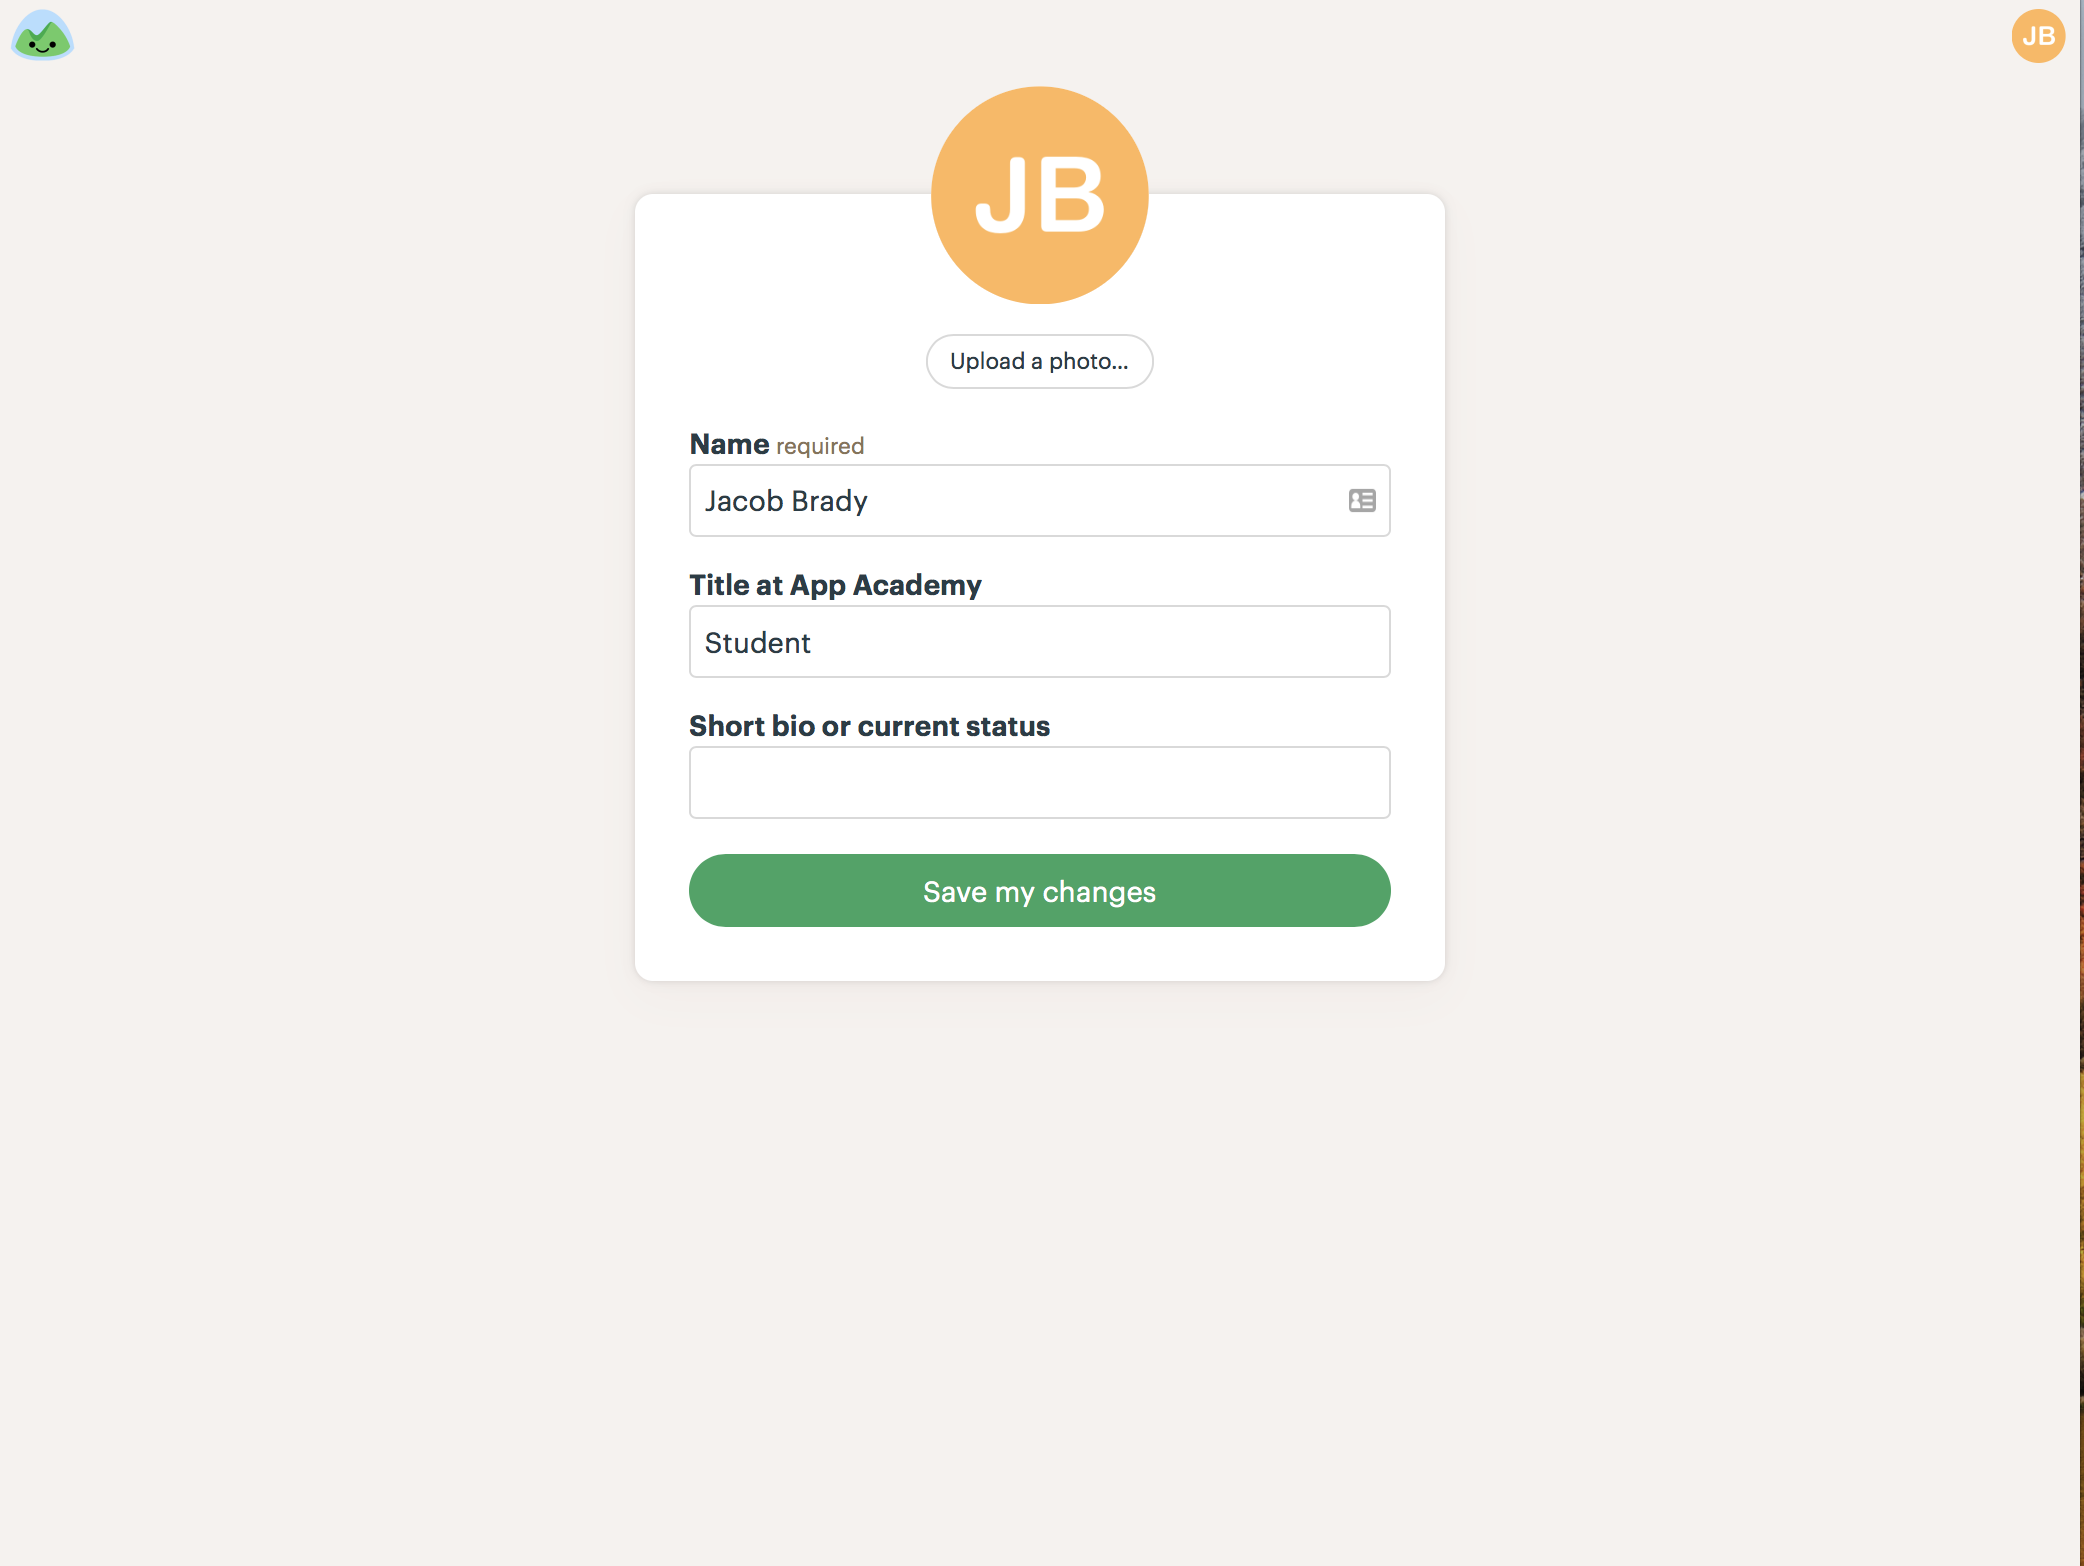 JB
JB
Upload a photo...
Name required
Jacob Brady
Title at App Academy
Student
Short bio or current status
Save my changes